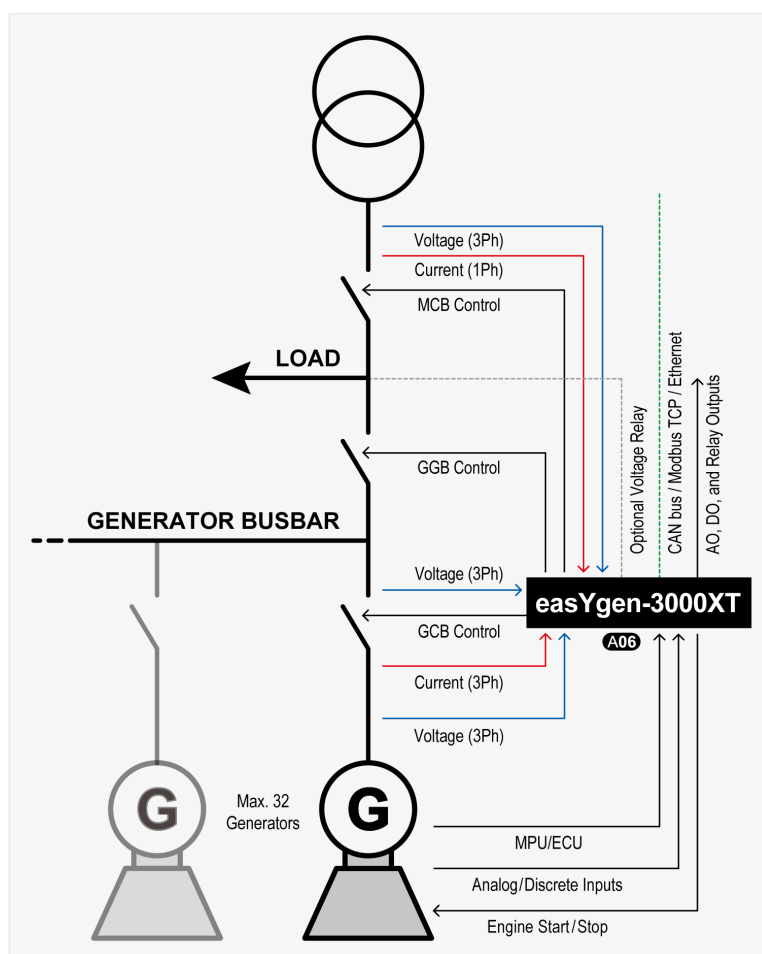 Voltage (3Ph)
Current (1Ph)
MCB Control
LOAD
GGB Control
Optional Voltage Relay
CAN bus / Modbus TCP / Ethernet
AO, DO, and Relay Outputs
GENERATOR BUSBAR
Voltage (3Ph)
easYgen-3000XT
GCB Control
A06
Current (3Ph)
Voltage (3Ph)
G
Max. 32
Generators
G
MPU/ECU
Analog/Discrete Inputs
Engine Start/Stop